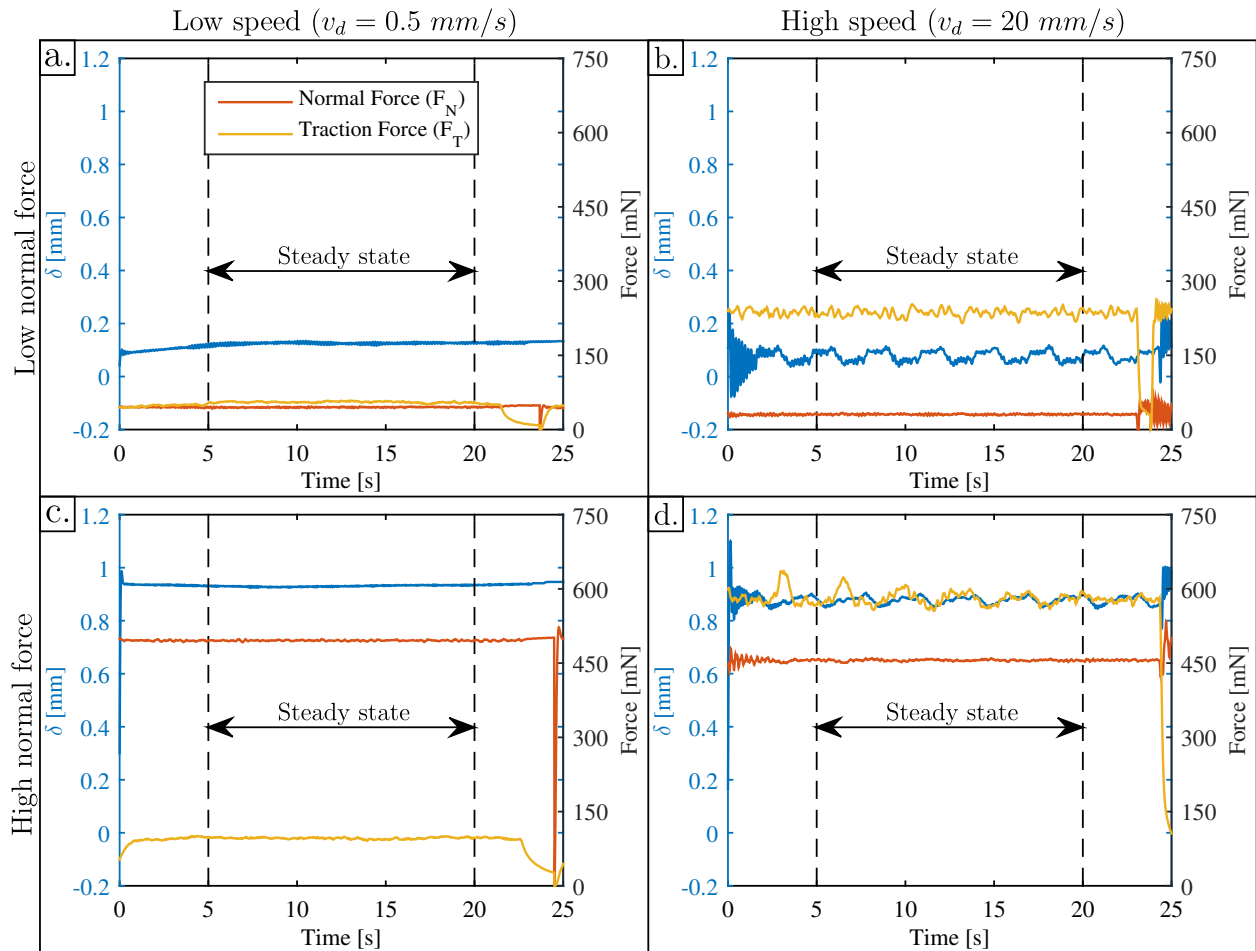 Low speed (v_d = 0.5 mm/s)
High speed (v_d = 20 mm/s)
Low normal force
High normal force
a.
1.2
1
0.8
0.6
0.4
0.2
0
-0.2
δ [mm]
750
600
450
300
150
0
Force [mN]
Normal Force (F_N)
Traction Force (F_T)
Steady state
0 5 10 15 20 25
Time [s]
b.
1.2
1
0.8
0.6
0.4
0.2
0
-0.2
δ [mm]
750
600
450
300
150
0
Force [mN]
Steady state
0 5 10 15 20 25
Time [s]
c.
1.2
1
0.8
0.6
0.4
0.2
0
-0.2
δ [mm]
750
600
450
300
150
0
Force [mN]
Steady state
0 5 10 15 20 25
Time [s]
d.
1.2
1
0.8
0.6
0.4
0.2
0
-0.2
δ [mm]
750
600
450
300
150
0
Force [mN]
Steady state
0 5 10 15 20 25
Time [s]